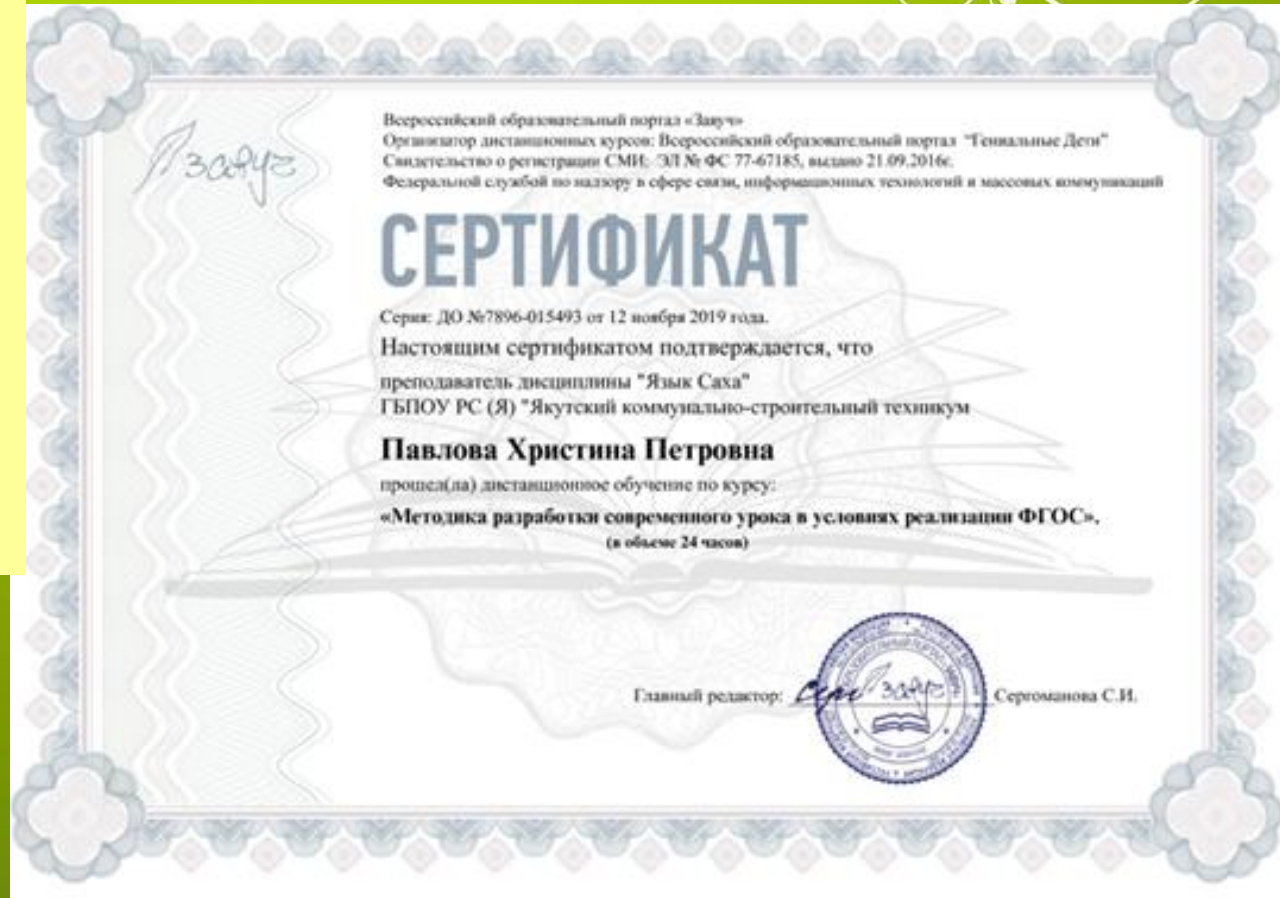 завуч
Всероссийский образовательный портал «Завуч»
Организатор дистанционных курсов: Всероссийский образовательный портал "Гениальные Дети"
Свидетельство о регистрации СМИ: ЭЛ № ФС 77-67185, выдано 21.09.2016г.
Федеральной службой по надзору в сфере связи, информационных технологий и массовых коммуникаций
СЕРТИФИКАТ
Серия: ДО №7896-015493 от 12 ноября 2019 года.
Настоящим сертификатом подтверждается, что
преподаватель дисциплины "Язык Саха"
ГБПОУ РС (Я) "Якутский коммунально-строительный техникум
Павлова Христина Петровна
прошел(ла) дистанционное обучение по курсу:
«Методика разработки современного урока в условиях реализации ФГОС».
(в объеме 24 часов)
Главный редактор:
завуч
Сергоманова С.И.